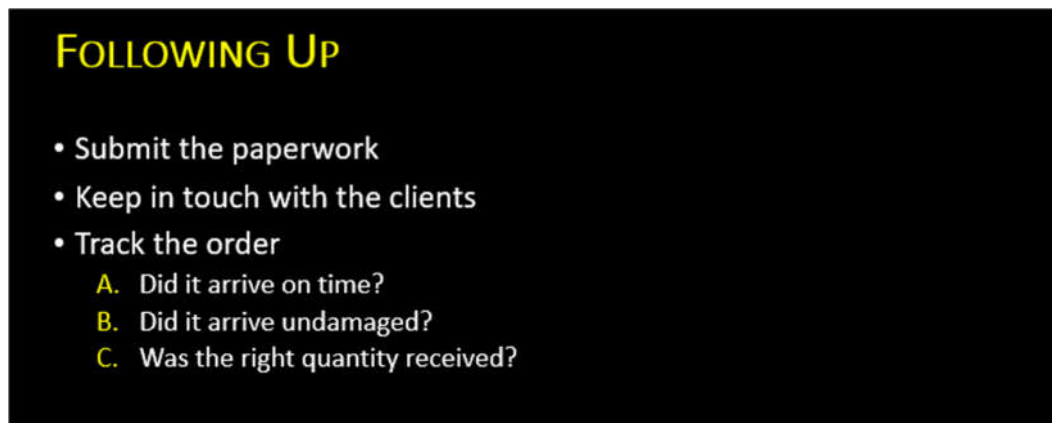 FOLLOWING UP
• Submit the paperwork
• Keep in touch with the clients
• Track the order
A. Did it arrive on time?
B. Did it arrive undamaged?
C. Was the right quantity received?